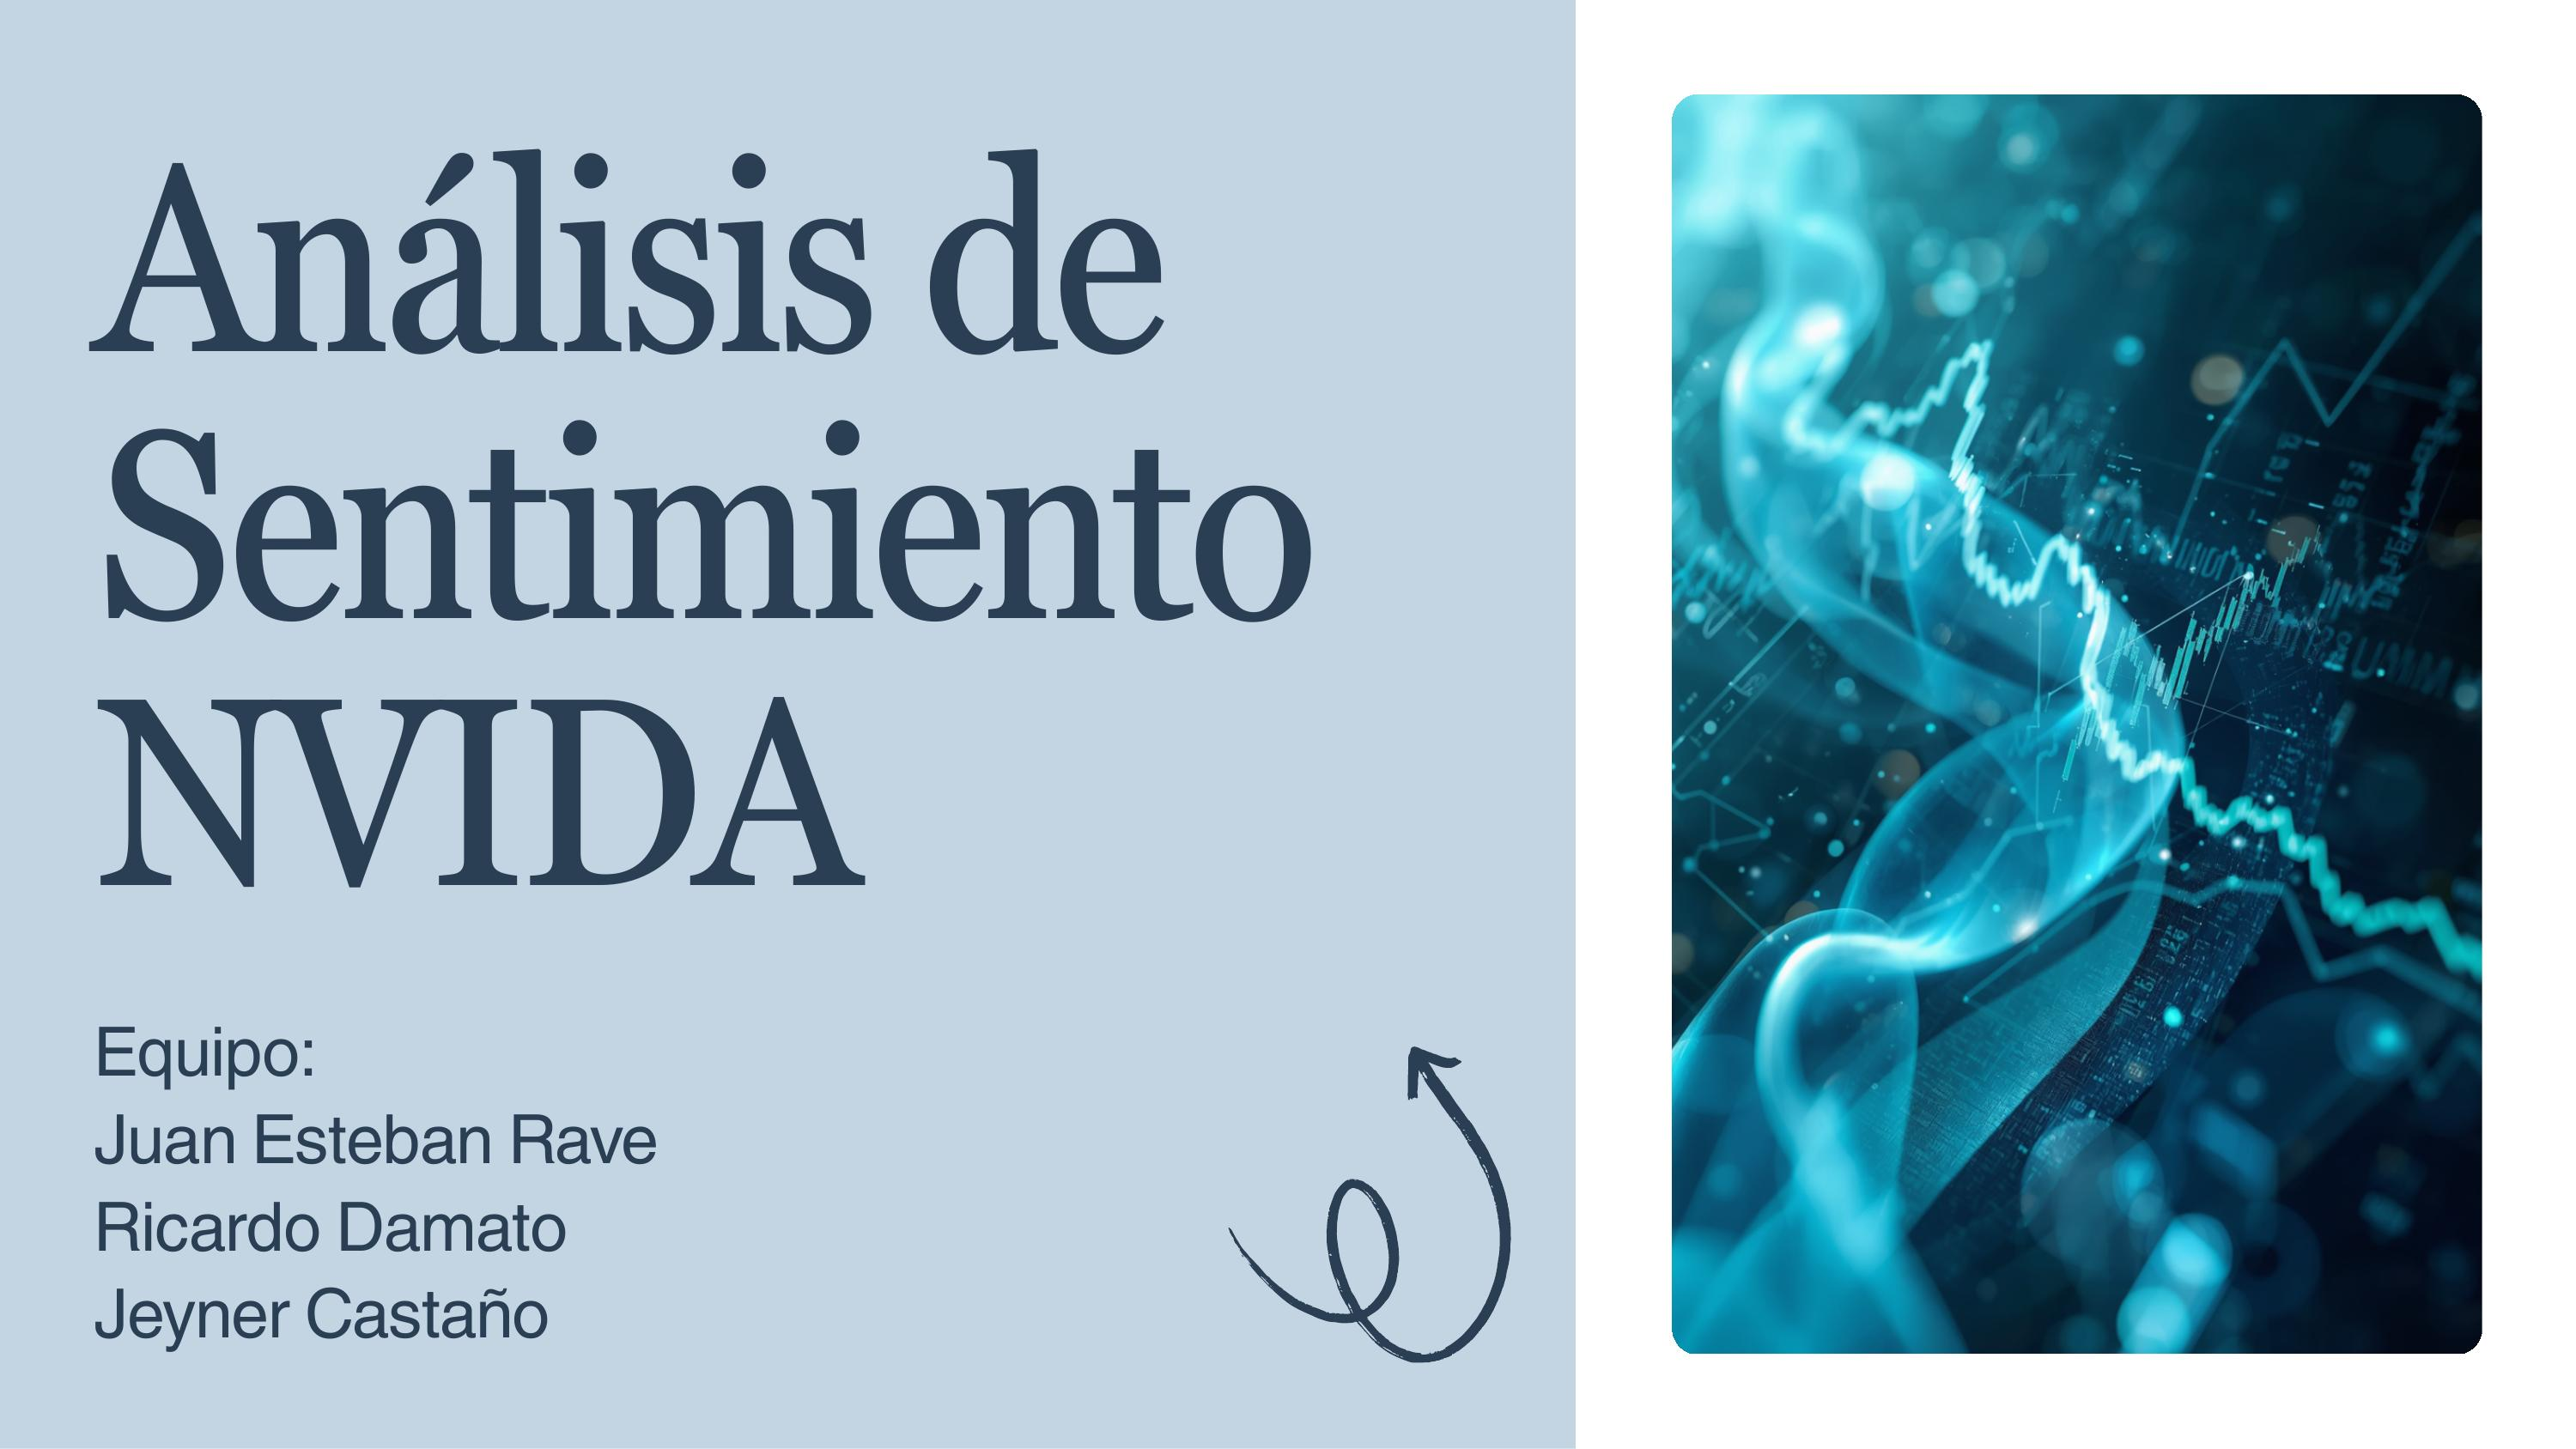 Análisis de
Sentimiento
NVIDA
Equipo:
Juan Esteban Rave
Ricardo Damato
Jeyner Castaño